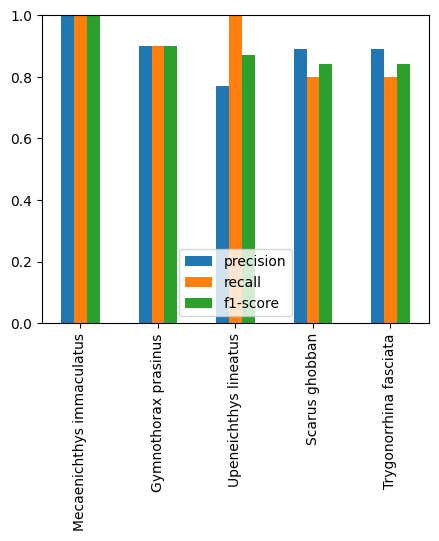 1.0
0.8
0.6
0.4
0.2
0.0
precision
recall
f1-score
Mecaenichthys immaculatus
Gymnothorax prasinus
Upeneichthys lineatus
Scarus ghobban
Trygonorrhina fasciata